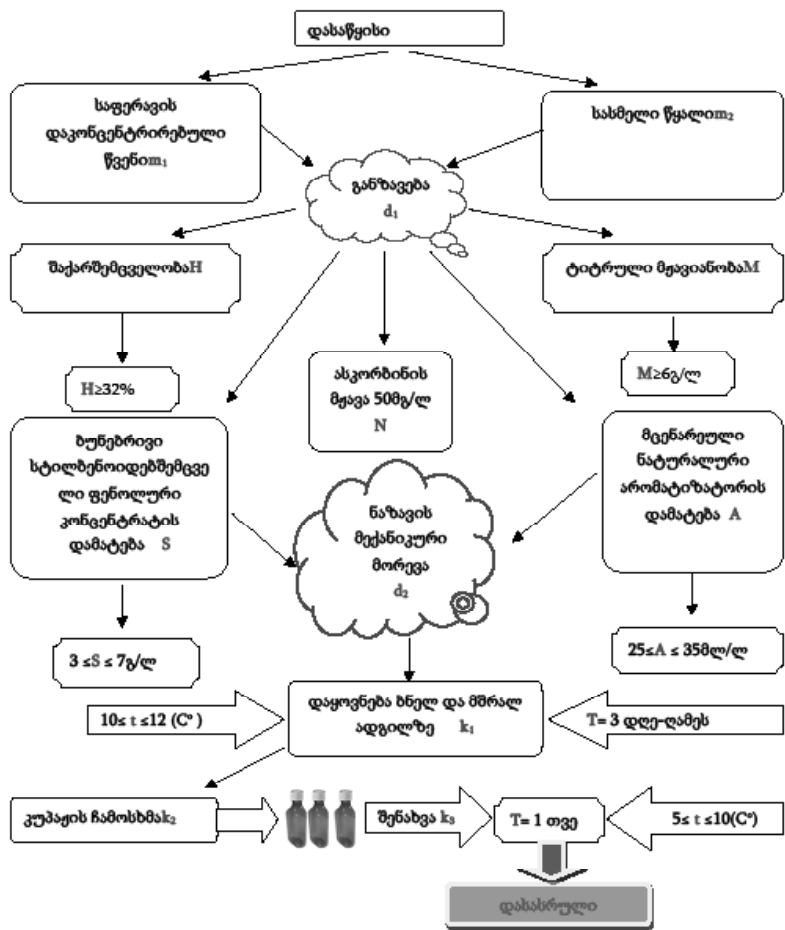 დასაწყისი
საფერავის
დაკონცენტრირებული
წვენიm₁
სასმელი წყალიm₂
განზავება
d₁
შაქარშემცველობაH
ტიტრული მჟავიანობაM
H≥32%
ასკორბინის
მჟავა 50მგ/ლ
N
M≥6გ/ლ
ბუნებრივი
სტილბენოიდებშემცვე
ლი ფენოლური
კონცენტრატის
დამატება S
ნაზავის
მექანიკური
მორევა
d₂
მცენარეული
ნატურალური
არომატიზატორის
დამატება A
3 ≤S ≤ 7გ/ლ
25≤A ≤ 35მლ/ლ
10≤ t ≤12 (C° )
დაყოვნება ბნელ და მშრალ
ადგილზე k₁
T= 3 დღე-ღამეს
კუპაჟის ჩამოსხმაk₂
შენახვა k₃
T= 1 თვე
5≤ t ≤10(C°)
დასასრული